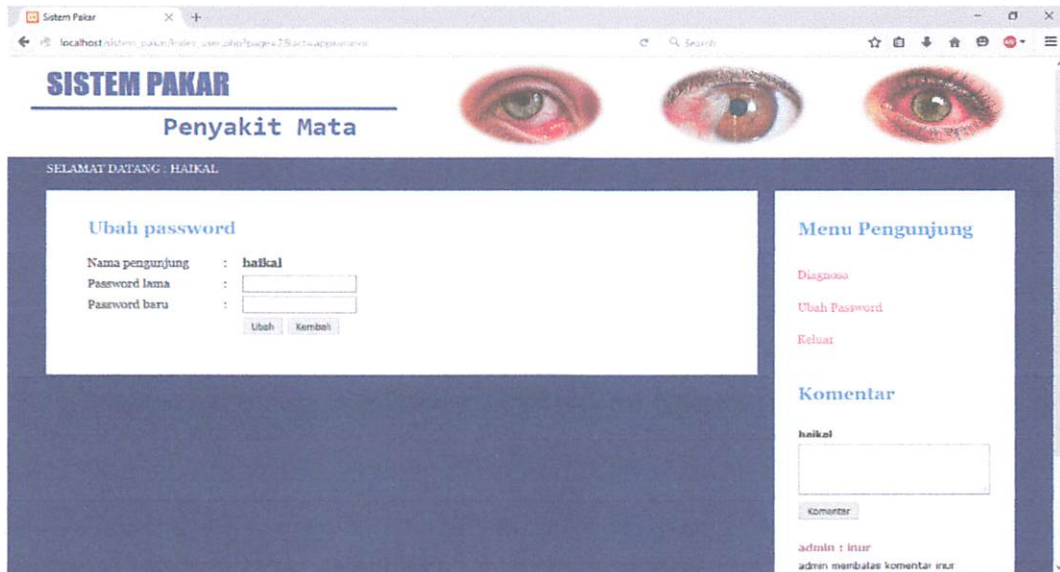 Sistem Pakar
Search
SISTEM PAKAR
Penyakit Mata
SELAMAT DATANG : HAIKAL
Ubah password
Nama pengunjung : haikal
Password lama :
Password baru :
Ubah Kembali
Menu Pengunjung
Diagnosa
Ubah Password
Keluar
Komentar
haikal
Komentar
admin : inur
admin membalas komentar inur